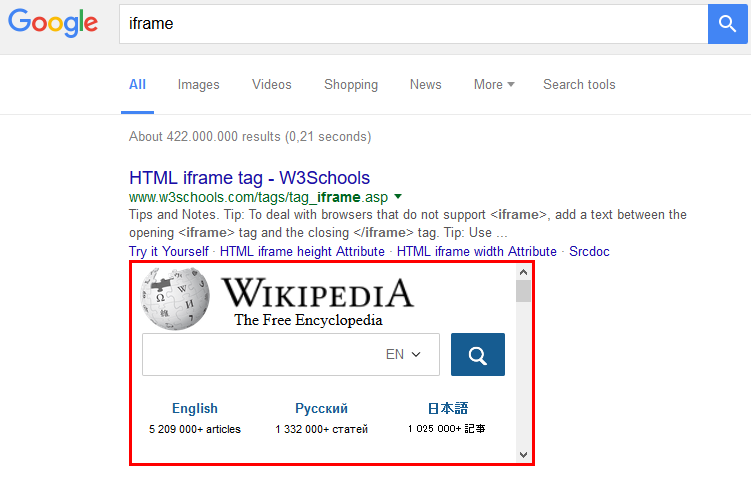 Google iframe
All Images Videos Shopping News More Search tools
About 422.000.000 results (0,21 seconds)
HTML iframe tag - W3Schools
www.w3schools.com/tags/tag_iframe.asp
Tips and Notes. Tip: To deal with browsers that do not support <iframe>, add a text between the
opening <iframe> tag and the closing </iframe> tag. Tip: Use ...
Try it Yourself · HTML iframe height Attribute · HTML iframe width Attribute · Srcdoc
WIKIPEDIA
The Free Encyclopedia
EN
English Русский 日本語
5 209 000+ articles 1 332 000+ статей 1 025 000+ 記事